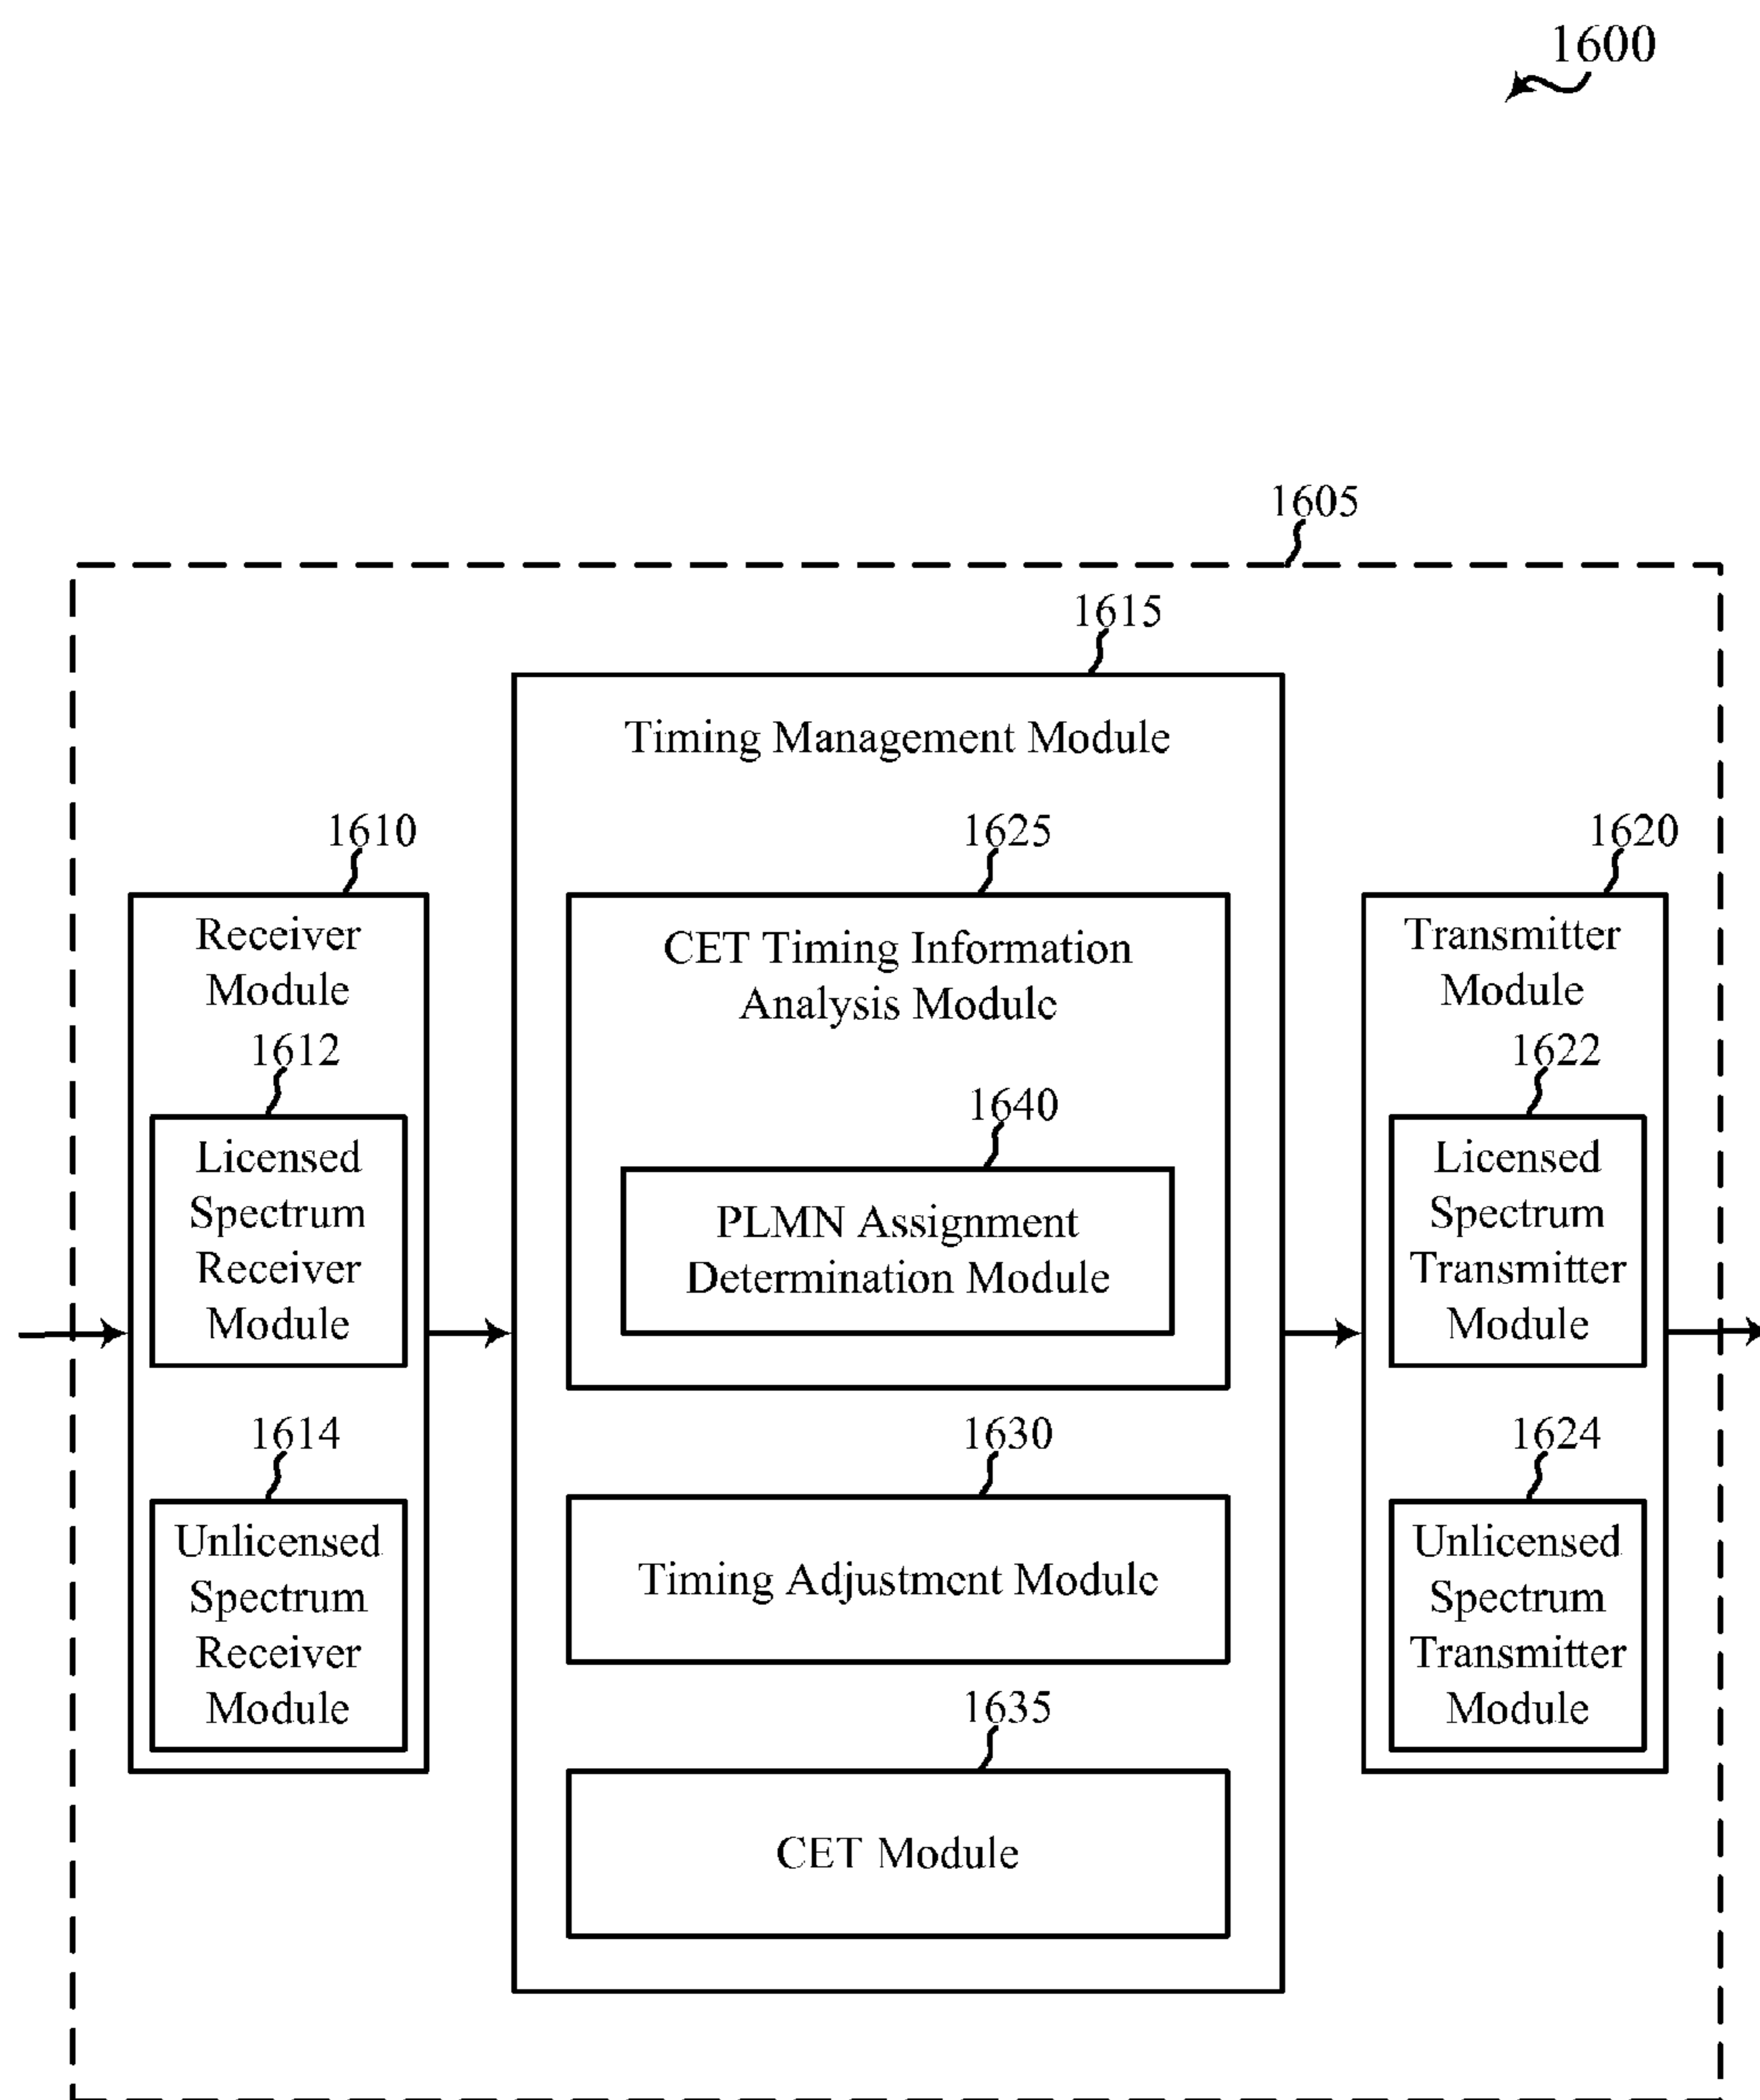 1600
1605
1615
Timing Management Module
1610
Receiver
Module
1612
Licensed
Spectrum
Receiver
Module
1614
Unlicensed
Spectrum
Receiver
Module
1625
CET Timing Information
Analysis Module
1640
PLMN Assignment
Determination Module
1630
Timing Adjustment Module
1635
CET Module
1620
Transmitter
Module
1622
Licensed
Spectrum
Transmitter
Module
1624
Unlicensed
Spectrum
Transmitter
Module